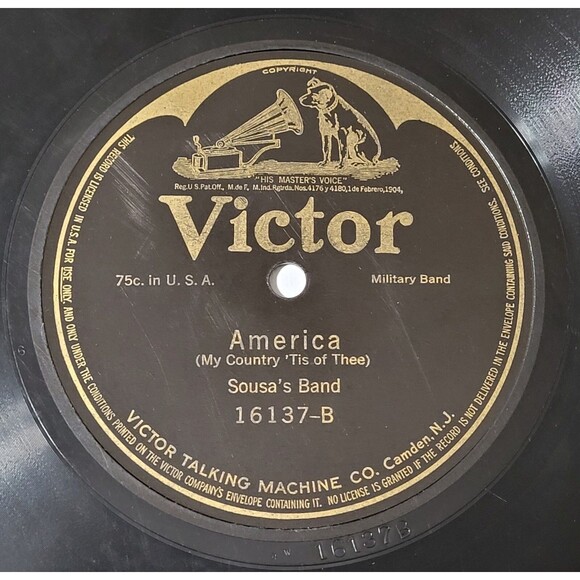 COPYRIGHT
"HIS MASTER'S VOICE"
Reg. U S Pat. Off., M. de F., M. Ind. Rgtrda. Nos. 4176 y 4180, 1 de Febrero, 1904,
Victor
75c. in U. S. A.
Military Band
America
(My Country 'Tis of Thee)
Sousa's Band
16137-B
VICTOR TALKING MACHINE CO. Camden, N.J.
THIS RECORD IS LICENSED IN U.S.A. FOR USE ONLY, AND ONLY UNDER THE CONDITIONS PRINTED ON THE VICTOR COMPANY'S ENVELOPE CONTAINING IT. NO LICENSE IS GRANTED IF THE RECORD IS NOT DELIVERED IN THE ENVELOPE CONTAINING SAID CONDITIONS. SEE CONDITIONS
W 16137B
6